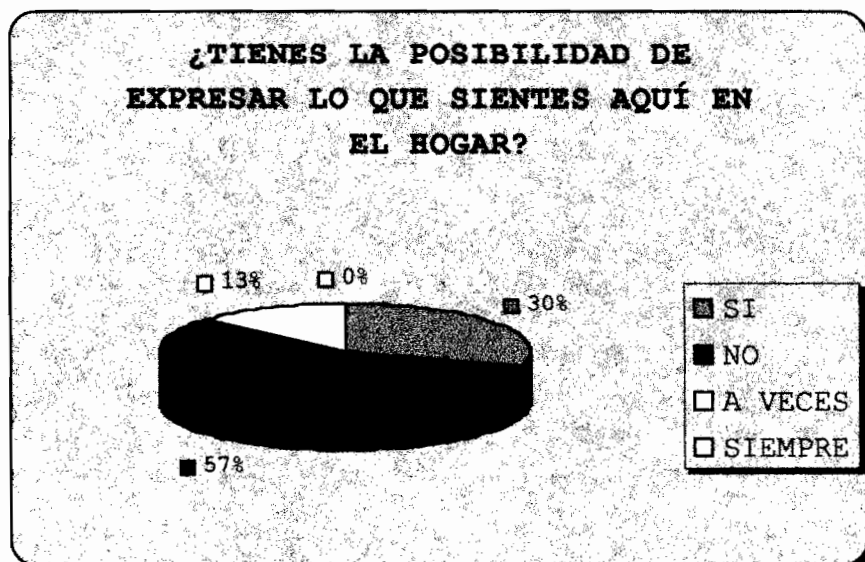 ¿TIENES LA POSIBILIDAD DE
EXPRESAR LO QUE SIENTES AQUÍ EN
EL HOGAR?
13%
0%
30%
57%
SI
NO
A VECES
SIEMPRE